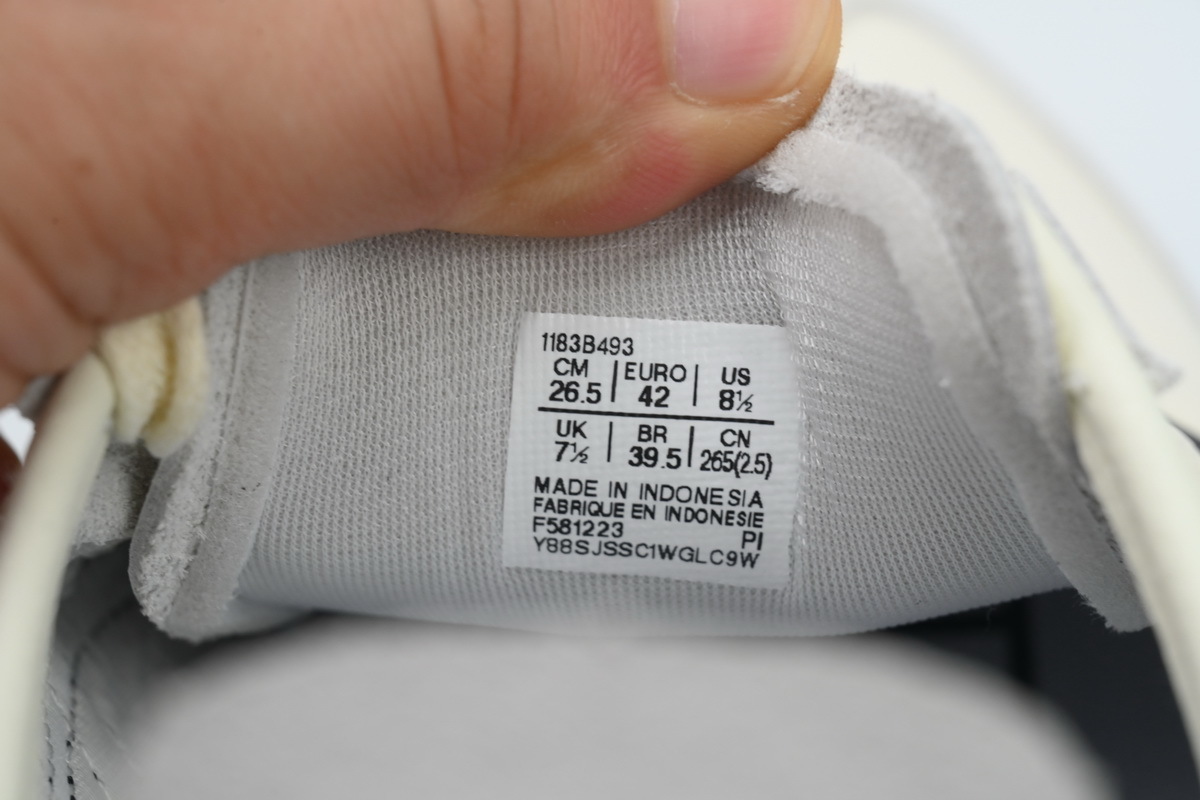 1183B493
CM | EURO | US
26.5 | 42 | 8½
UK | BR | CN
7½ | 39.5 | 265(2.5)
MADE IN INDONESIA
FABRIQUE EN INDONESIE
F581223 PI
Y88SJSSC1WGLC9W